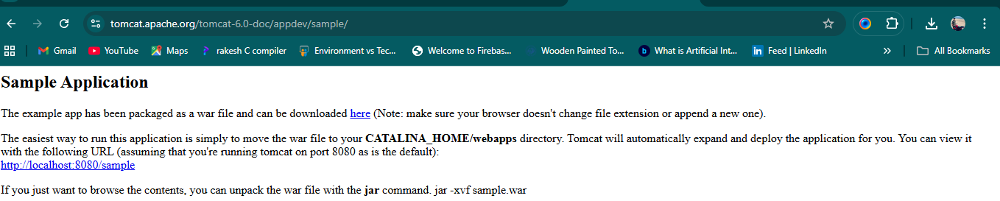 tomcat.apache.org/tomcat-6.0-doc/appdev/sample/
Gmail YouTube Maps rakesh C compiler Environment vs Tec... Welcome to Firebas... Wooden Painted To... What is Artificial Int... Feed | LinkedIn » All Bookmarks
Sample Application
The example app has been packaged as a war file and can be downloaded here (Note: make sure your browser doesn't change file extension or append a new one).
The easiest way to run this application is simply to move the war file to your CATALINA_HOME/webapps directory. Tomcat will automatically expand and deploy the application for you. You can view it
with the following URL (assuming that you're running tomcat on port 8080 as is the default):
http://localhost:8080/sample
If you just want to browse the contents, you can unpack the war file with the jar command. jar -xvf sample.war